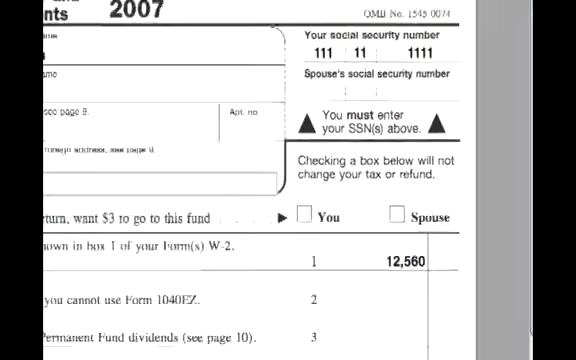 nts 2007 OMB No. 1545-0074
Your social security number
111 11 1111
Spouse's social security number
see page 9. Apt. no.
You must enter
your SSN(s) above.
foreign address, see page 9.
Checking a box below will not
change your tax or refund.
turn, want $3 to go to this fund You Spouse
own in box 1 of your Form(s) W-2. 1 12,560
you cannot use Form 1040EZ. 2
Permanent Fund dividends (see page 10). 3